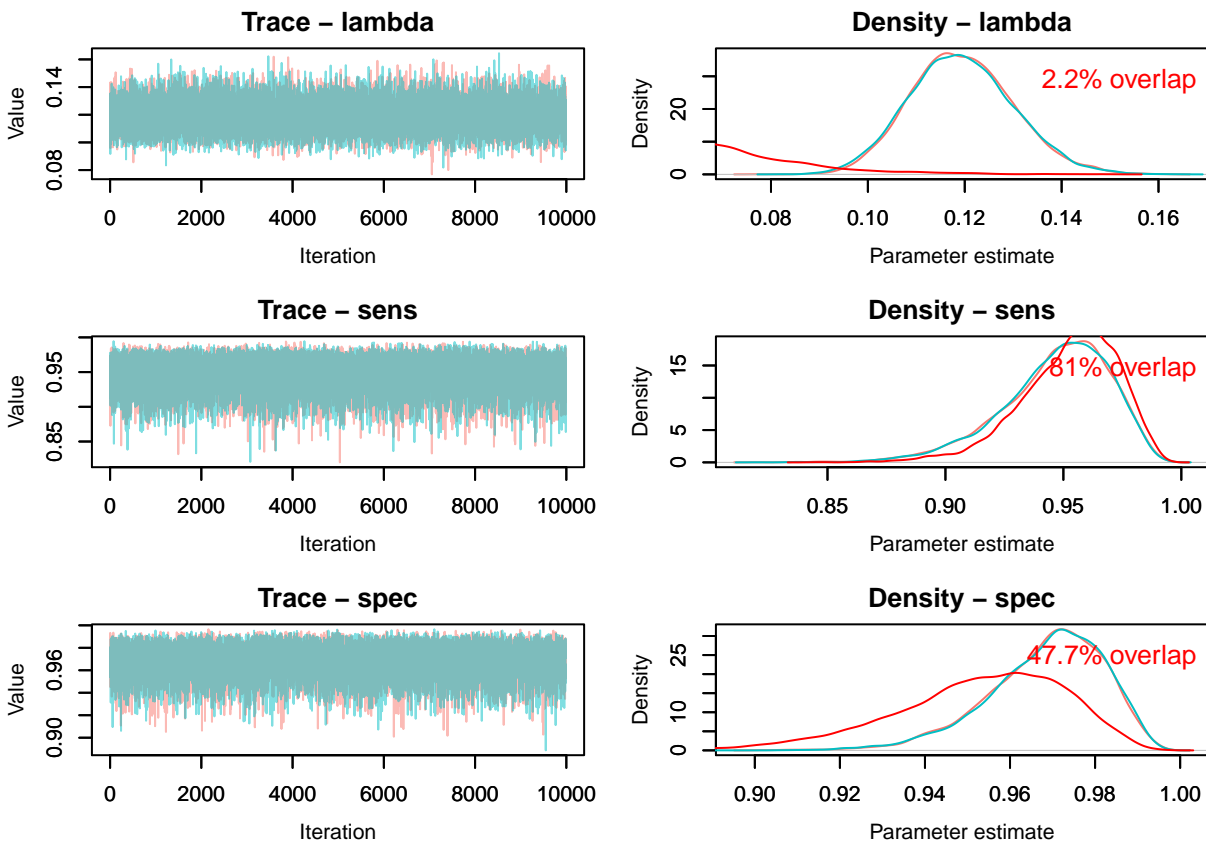 Trace – lambda
Value
0.08
0.14
0 2000 4000 6000 8000 10000
Iteration
Density – lambda
2.2% overlap
Density
0 20
0.08 0.10 0.12 0.14 0.16
Parameter estimate
Trace – sens
Value
0.85 0.95
0 2000 4000 6000 8000 10000
Iteration
Density – sens
81% overlap
Density
0 5 15
0.85 0.90 0.95 1.00
Parameter estimate
Trace – spec
Value
0.90 0.96
0 2000 4000 6000 8000 10000
Iteration
Density – spec
47.7% overlap
Density
0 10 25
0.90 0.92 0.94 0.96 0.98 1.00
Parameter estimate